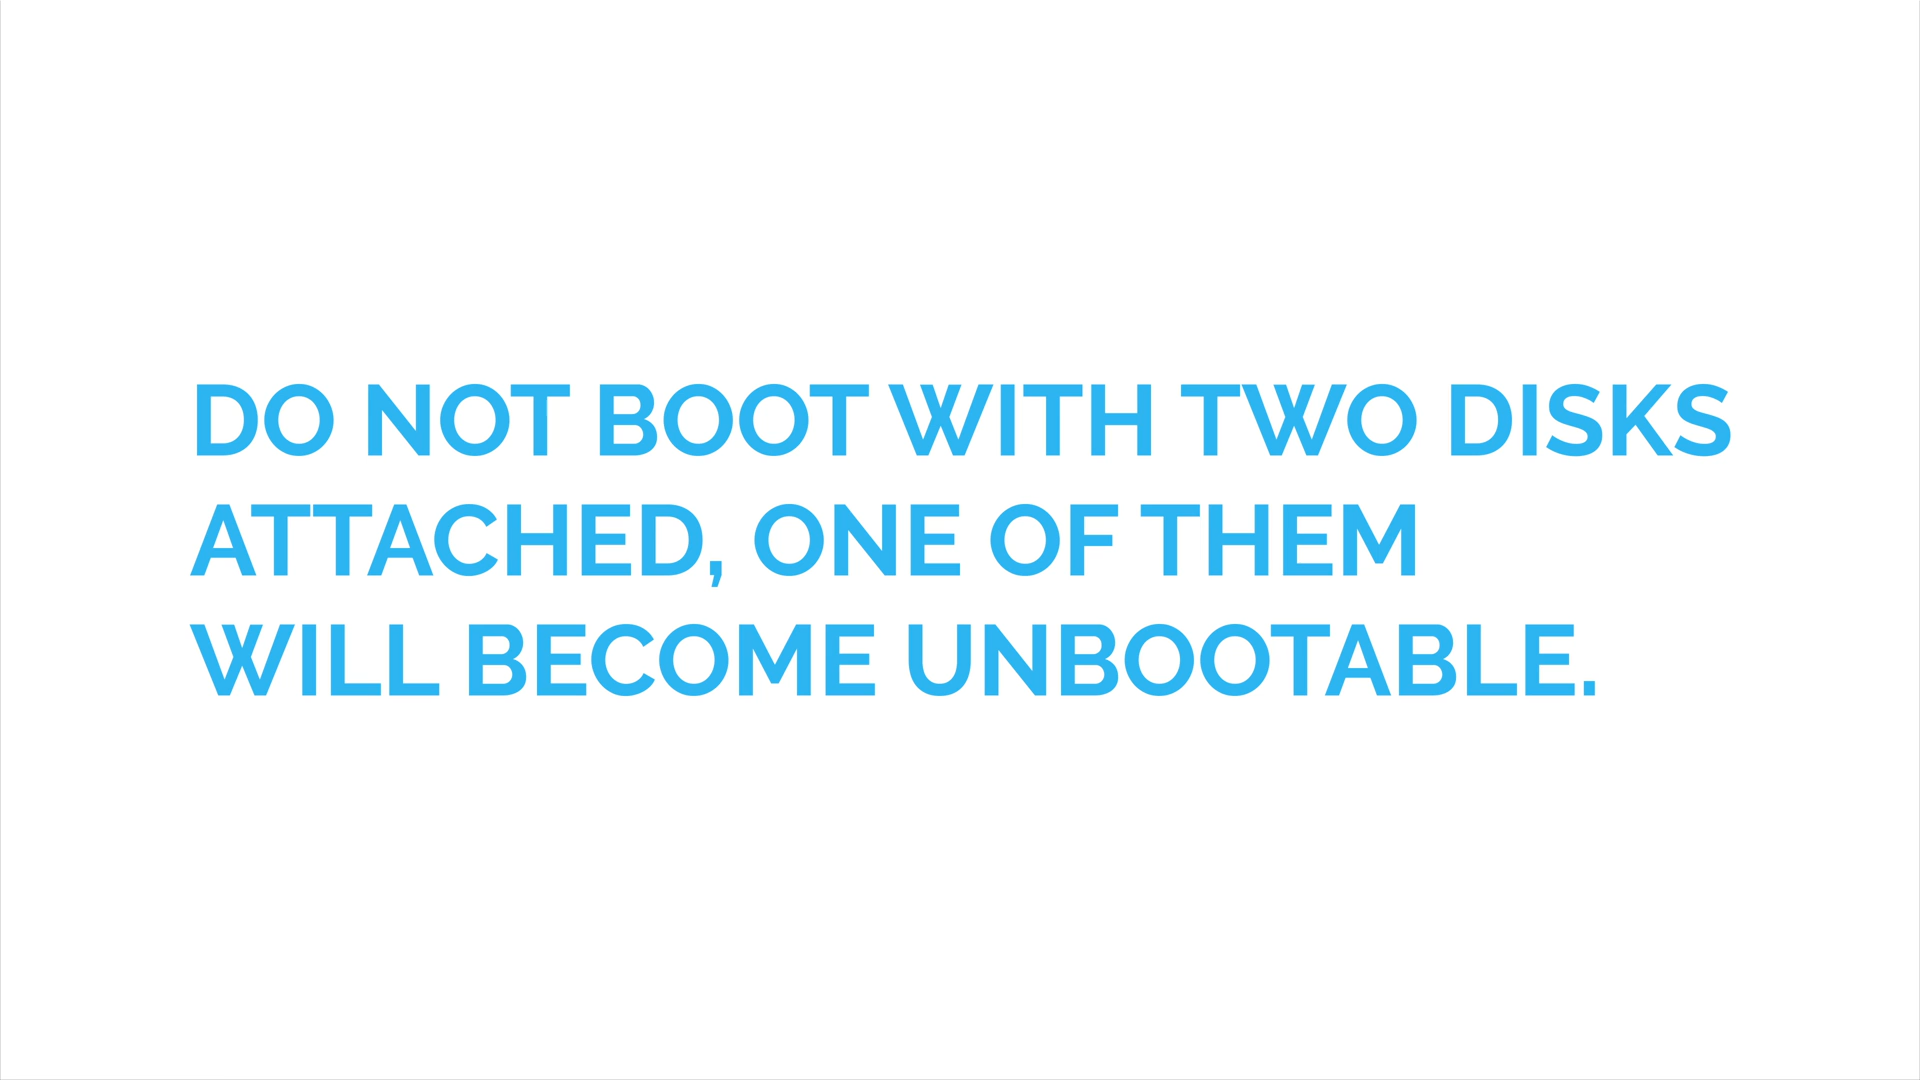 DO NOT BOOT WITH TWO DISKS
ATTACHED, ONE OF THEM
WILL BECOME UNBOOTABLE.